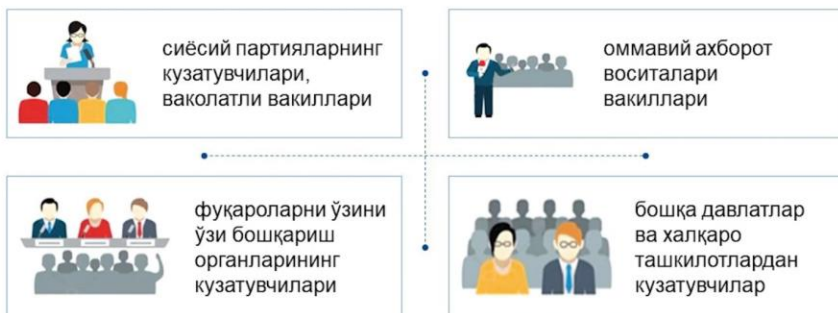 сиёсий партияларнинг
кузатувчилари,
ваколатли вакиллари
оммавий ахборот
воситалари
вакиллари
фуқароларни ўзини
ўзи бошқариш
органларининг
кузатувчилари
бошқа давлатлар
ва халқаро
ташкилотлардан
кузатувчилар